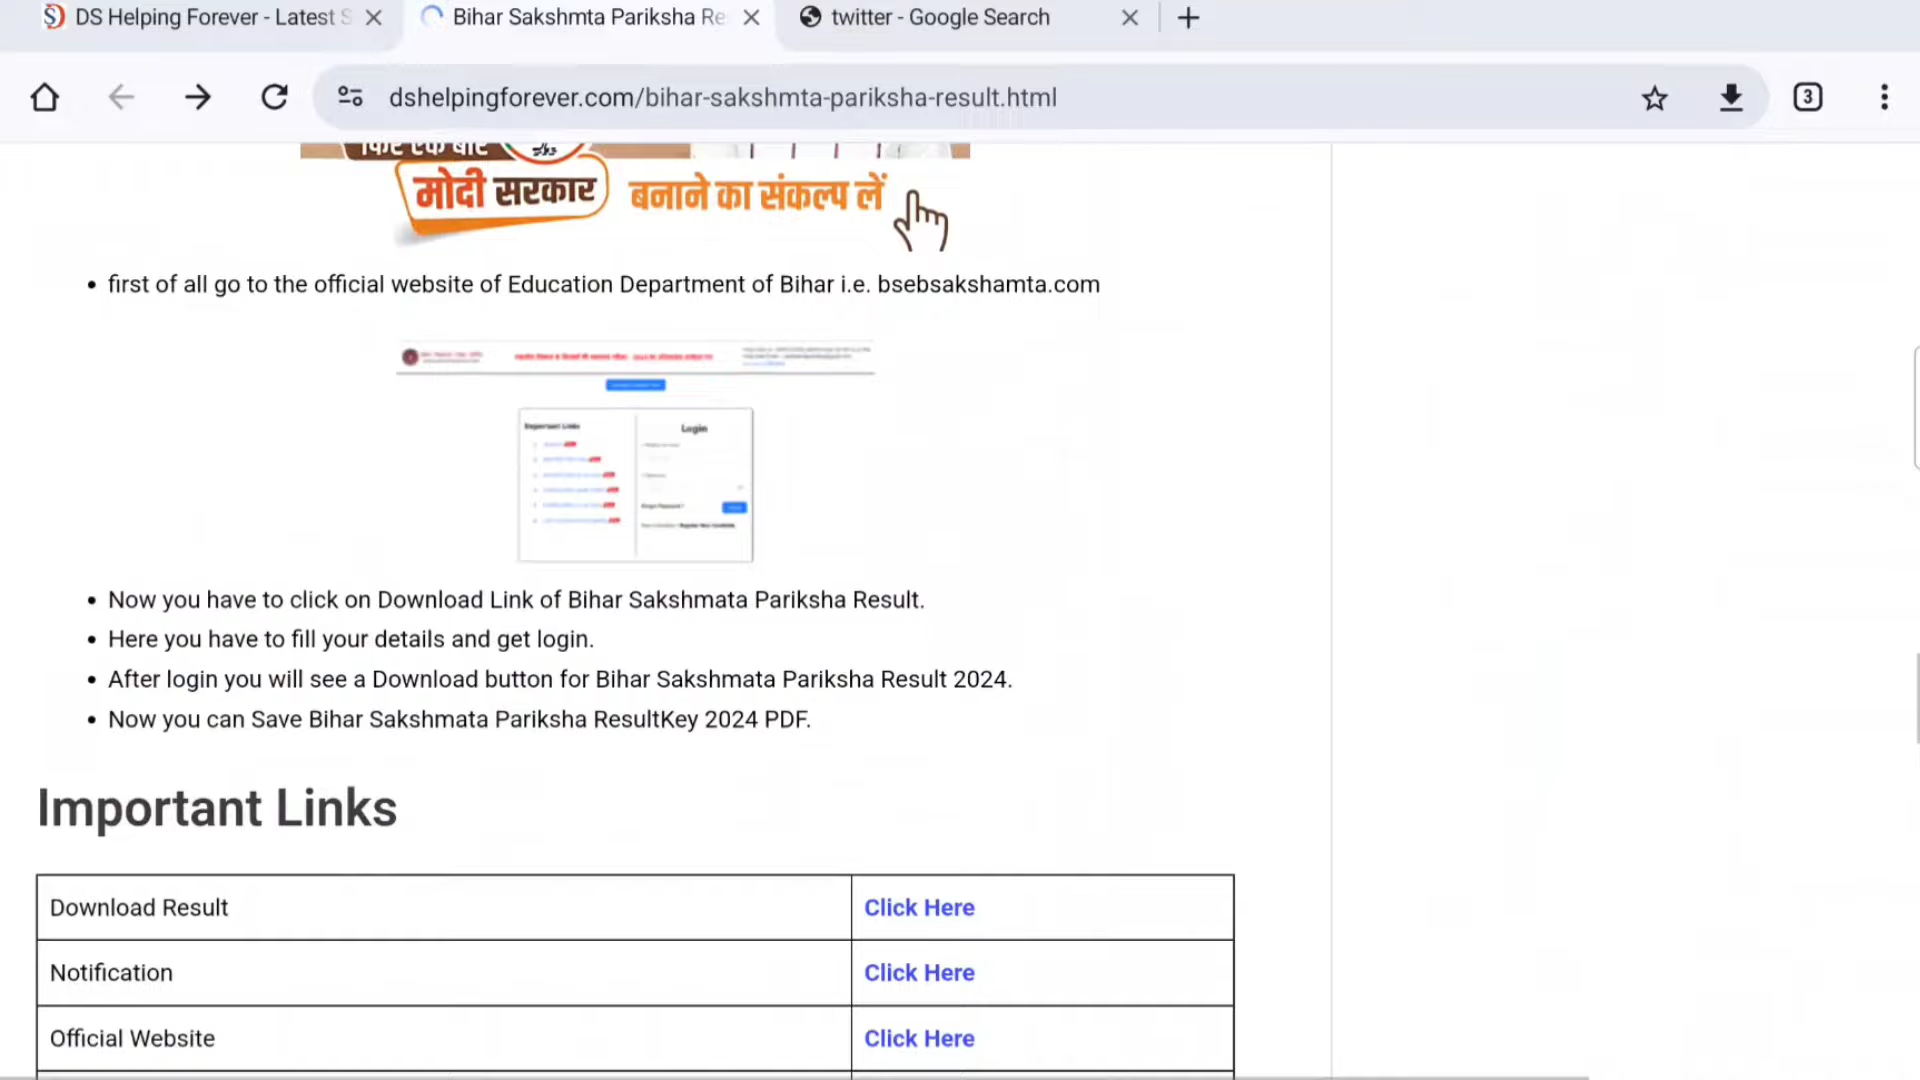 DS Helping Forever - Latest S
Bihar Sakshmta Pariksha Re
twitter - Google Search
dshelpingforever.com/bihar-sakshmta-pariksha-result.html
3
फिर एक बार
मोदी सरकार बनाने का संकल्प लें
• first of all go to the official website of Education Department of Bihar i.e. bsebsakshamta.com
Important Links
Login
• Now you have to click on Download Link of Bihar Sakshmata Pariksha Result.
• Here you have to fill your details and get login.
• After login you will see a Download button for Bihar Sakshmata Pariksha Result 2024.
• Now you can Save Bihar Sakshmata Pariksha ResultKey 2024 PDF.
Important Links
Download Result Click Here
Notification Click Here
Official Website Click Here